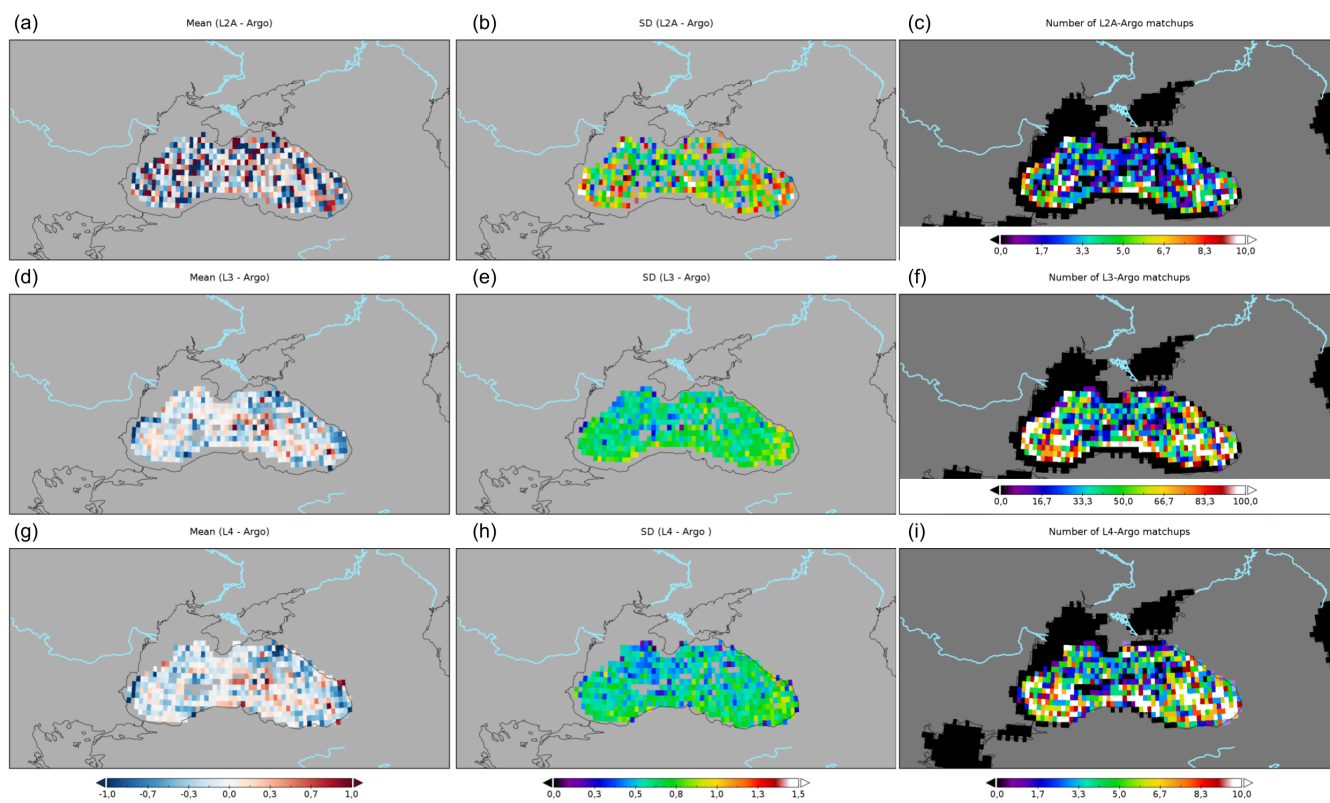 (a) Mean (L2A - Argo) (b) SD (L2A - Argo) (c) Number of L2A-Argo matchups
0,0 1,7 3,3 5,0 6,7 8,3 10,0
(d) Mean (L3 - Argo) (e) SD (L3 - Argo) (f) Number of L3-Argo matchups
0,0 16,7 33,3 50,0 66,7 83,3 100,0
(g) Mean (L4 - Argo) (h) SD (L4 - Argo ) (i) Number of L4-Argo matchups
-1,0 -0,7 -0,3 0,0 0,3 0,7 1,0 0,0 0,3 0,5 0,8 1,0 1,3 1,5 0,0 1,7 3,3 5,0 6,7 8,3 10,0